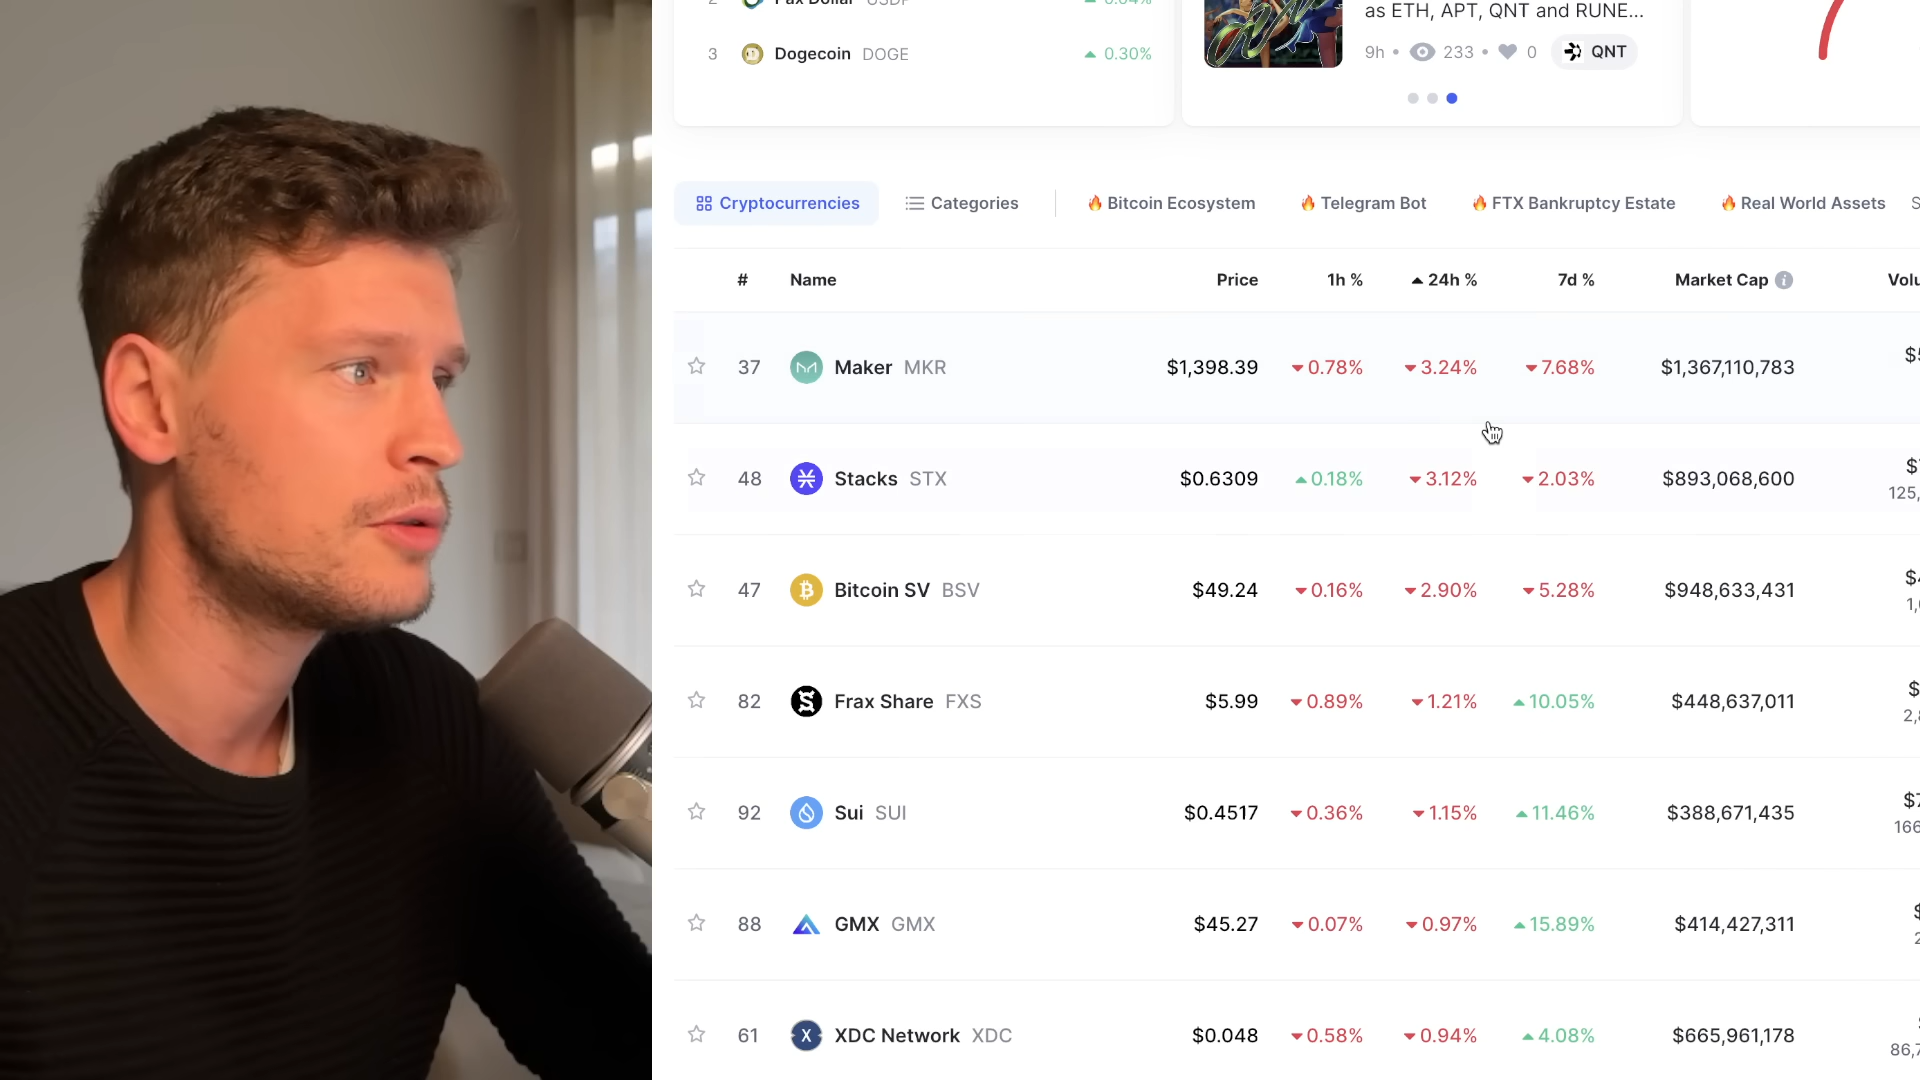 as ETH, APT, QNT and RUNE...
3 Dogecoin DOGE 0.30%
9h • 233 • 0 QNT
Cryptocurrencies Categories Bitcoin Ecosystem Telegram Bot FTX Bankruptcy Estate Real World Assets
# Name Price 1h % 24h % 7d % Market Cap
37 Maker MKR $1,398.39 0.78% 3.24% 7.68% $1,367,110,783
48 Stacks STX $0.6309 0.18% 3.12% 2.03% $893,068,600
47 Bitcoin SV BSV $49.24 0.16% 2.90% 5.28% $948,633,431
82 Frax Share FXS $5.99 0.89% 1.21% 10.05% $448,637,011
92 Sui SUI $0.4517 0.36% 1.15% 11.46% $388,671,435
88 GMX GMX $45.27 0.07% 0.97% 15.89% $414,427,311
61 XDC Network XDC $0.048 0.58% 0.94% 4.08% $665,961,178